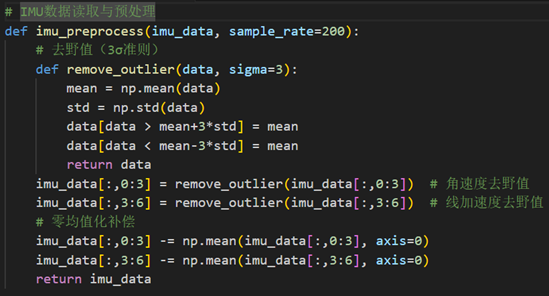 # IMU数据读取与预处理
def imu_preprocess(imu_data, sample_rate=200):
    # 去野值（3σ准则）
    def remove_outlier(data, sigma=3):
        mean = np.mean(data)
        std = np.std(data)
        data[data > mean+3*std] = mean
        data[data < mean-3*std] = mean
        return data
    imu_data[:,0:3] = remove_outlier(imu_data[:,0:3])  # 角速度去野值
    imu_data[:,3:6] = remove_outlier(imu_data[:,3:6])  # 线加速度去野值
    # 零均值化补偿
    imu_data[:,0:3] -= np.mean(imu_data[:,0:3], axis=0)
    imu_data[:,3:6] -= np.mean(imu_data[:,3:6], axis=0)
    return imu_data